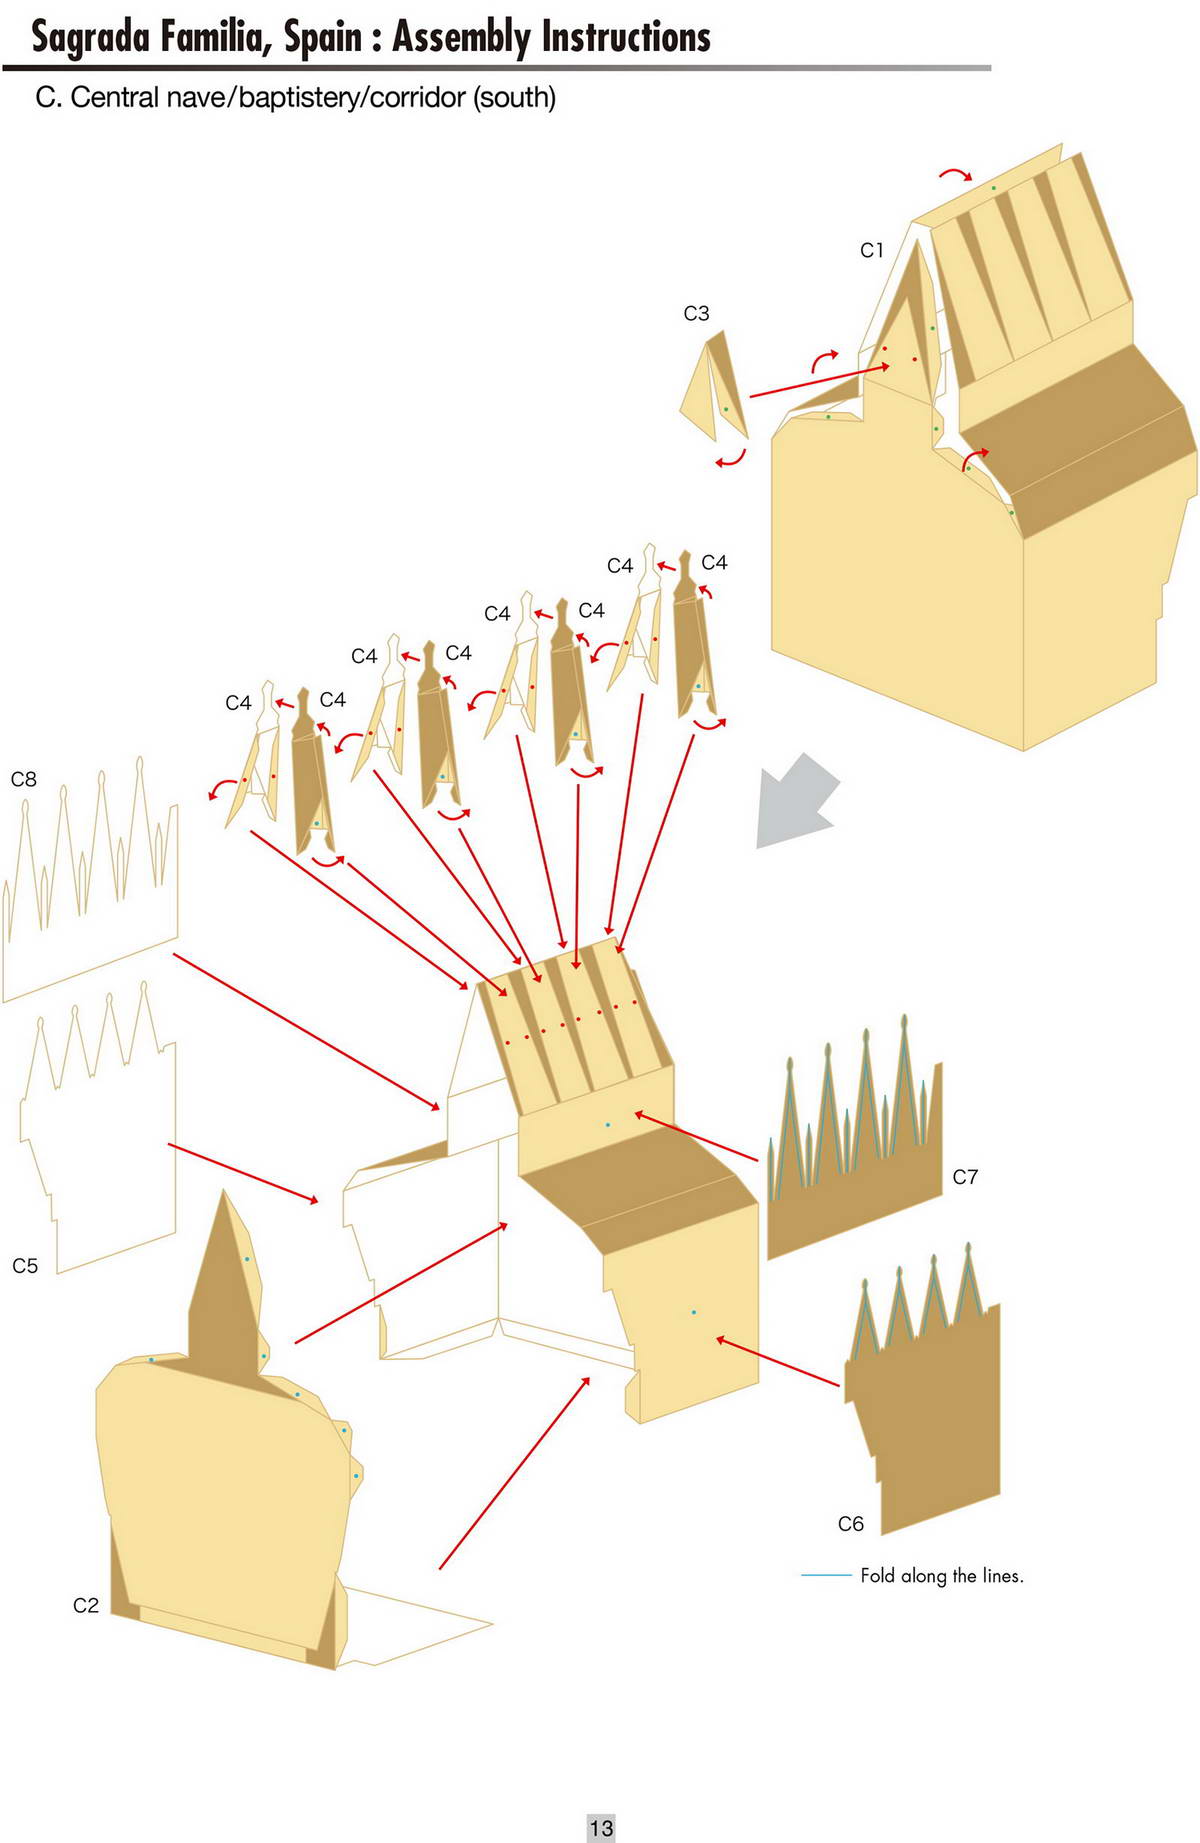 Sagrada Familia, Spain : Assembly Instructions
C. Central nave/baptistery/corridor (south)
C1
C3
C4
C4
C4
C4
C4
C4
C4
C4
C8
C7
C5
C6
Fold along the lines.
C2
13